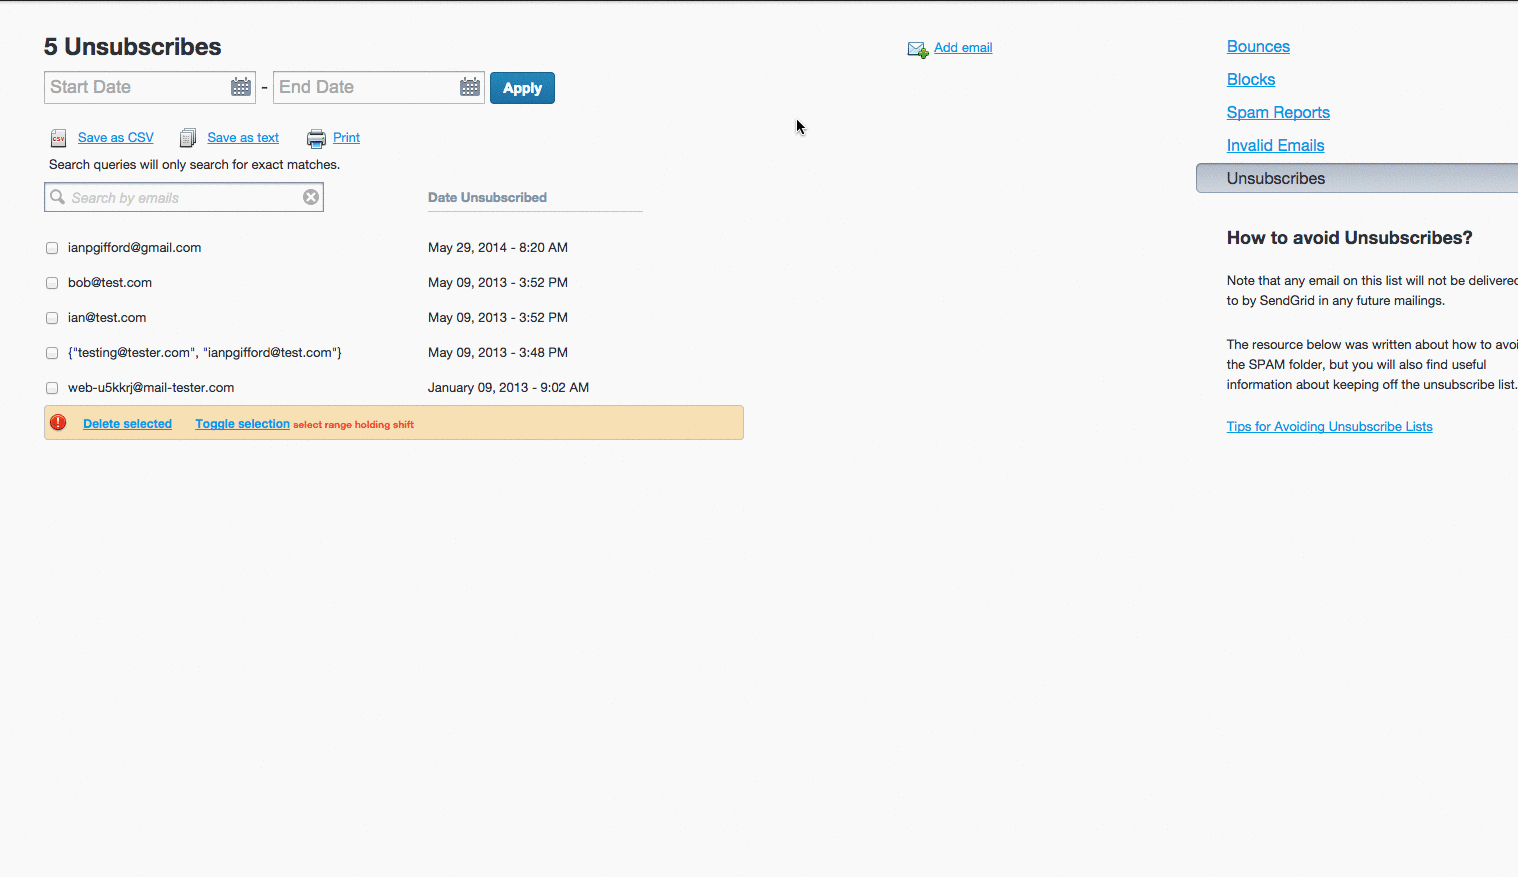 5 Unsubscribes
Add email
Start Date - End Date Apply
CSV Save as CSV Save as text Print
Search queries will only search for exact matches.
Search by emails Date Unsubscribed
ianpgifford@gmail.com May 29, 2014 - 8:20 AM
bob@test.com May 09, 2013 - 3:52 PM
ian@test.com May 09, 2013 - 3:52 PM
{"testing@tester.com", "ianpgifford@test.com"} May 09, 2013 - 3:48 PM
web-u5kkrj@mail-tester.com January 09, 2013 - 9:02 AM
Delete selected Toggle selection select range holding shift
Bounces
Blocks
Spam Reports
Invalid Emails
Unsubscribes
How to avoid Unsubscribes?
Note that any email on this list will not be delivered
to by SendGrid in any future mailings.
The resource below was written about how to avoi
the SPAM folder, but you will also find useful
information about keeping off the unsubscribe list.
Tips for Avoiding Unsubscribe Lists